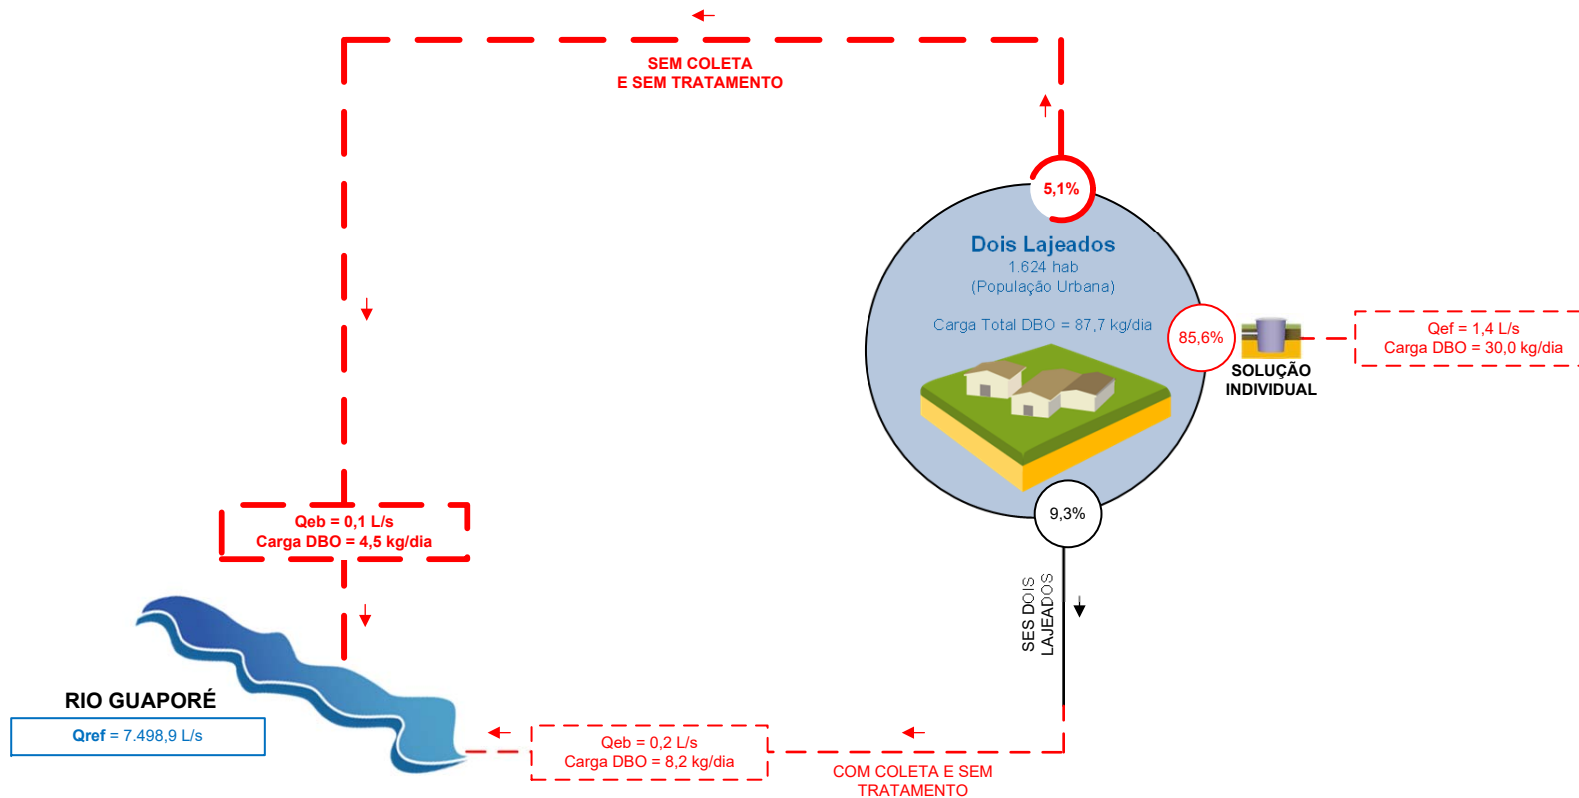 SEM COLETA
E SEM TRATAMENTO
5,1%
Dois Lajeados
1.624 hab
(População Urbana)
Carga Total DBO = 87,7 kg/dia
85,6%
SOLUÇÃO
INDIVIDUAL
Qef = 1,4 L/s
Carga DBO = 30,0 kg/dia
9,3%
SES DOIS
LAJEADOS
Qeb = 0,1 L/s
Carga DBO = 4,5 kg/dia
RIO GUAPORÉ
Qref = 7.498,9 L/s
Qeb = 0,2 L/s
Carga DBO = 8,2 kg/dia
COM COLETA E SEM
TRATAMENTO